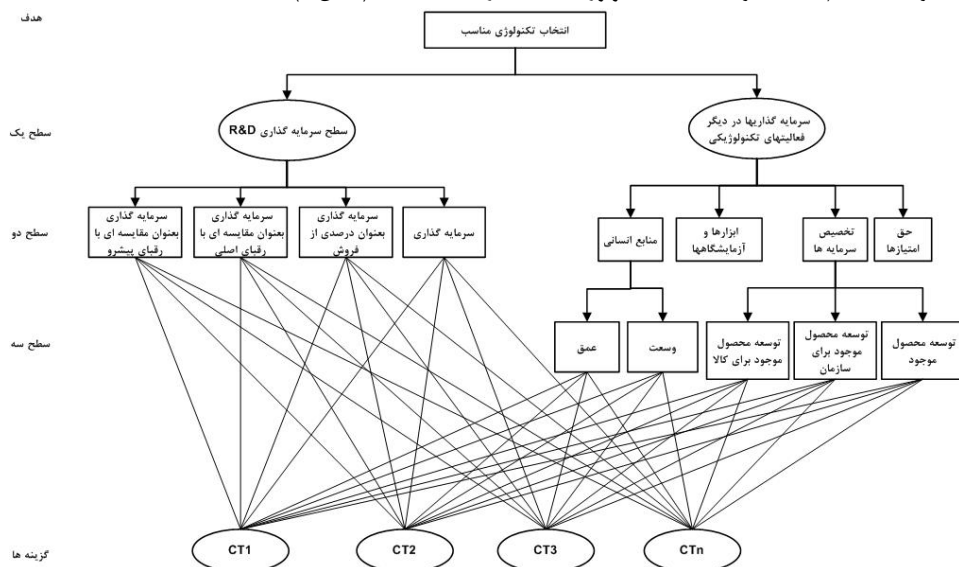 هدف
انتخاب تکنولوژی مناسب
سطح یک
سرمایه گذاریها در دیگر
فعالیتهای تکنولوژیکی
سطح سرمایه گذاری R&D
سطح دو
حق
امتیازها
تخصیص
سرمایه ها
ابزارها و
آزمایشگاهها
منابع انسانی
سرمایه گذاری
سرمایه گذاری
بعنوان درصدی از
فروش
سرمایه گذاری
بعنوان مقایسه ای با
رقبای اصلی
سرمایه گذاری
بعنوان مقایسه ای با
رقبای پیشرو
سطح سه
توسعه محصول
موجود
توسعه محصول
موجود برای
سازمان
توسعه محصول
موجود برای کالا
وسعت
عمق
گزینه ها
CT1
CT2
CT3
CTn